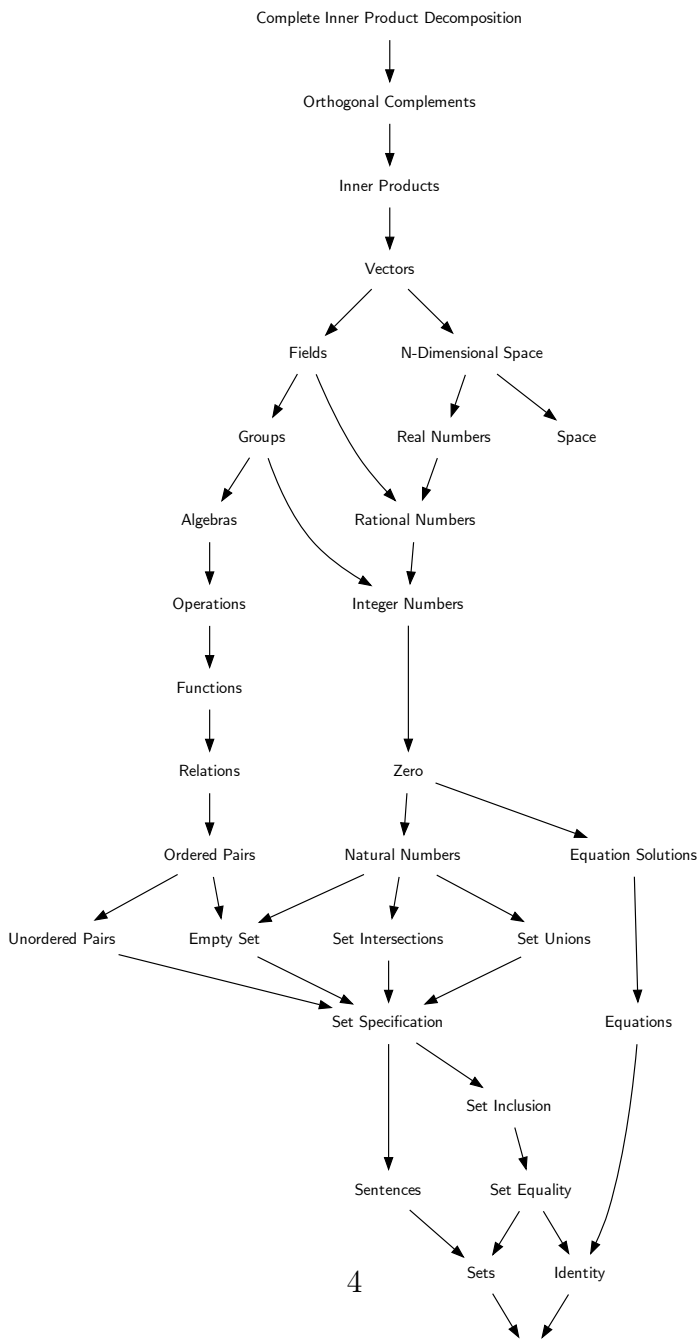 Complete Inner Product Decomposition
Orthogonal Complements
Inner Products
Vectors
Fields N-Dimensional Space
Groups Real Numbers Space
Algebras Rational Numbers
Operations Integer Numbers
Functions
Relations Zero
Ordered Pairs Natural Numbers Equation Solutions
Unordered Pairs Empty Set Set Intersections Set Unions
Set Specification Equations
Set Inclusion
Sentences Set Equality
Sets Identity
4